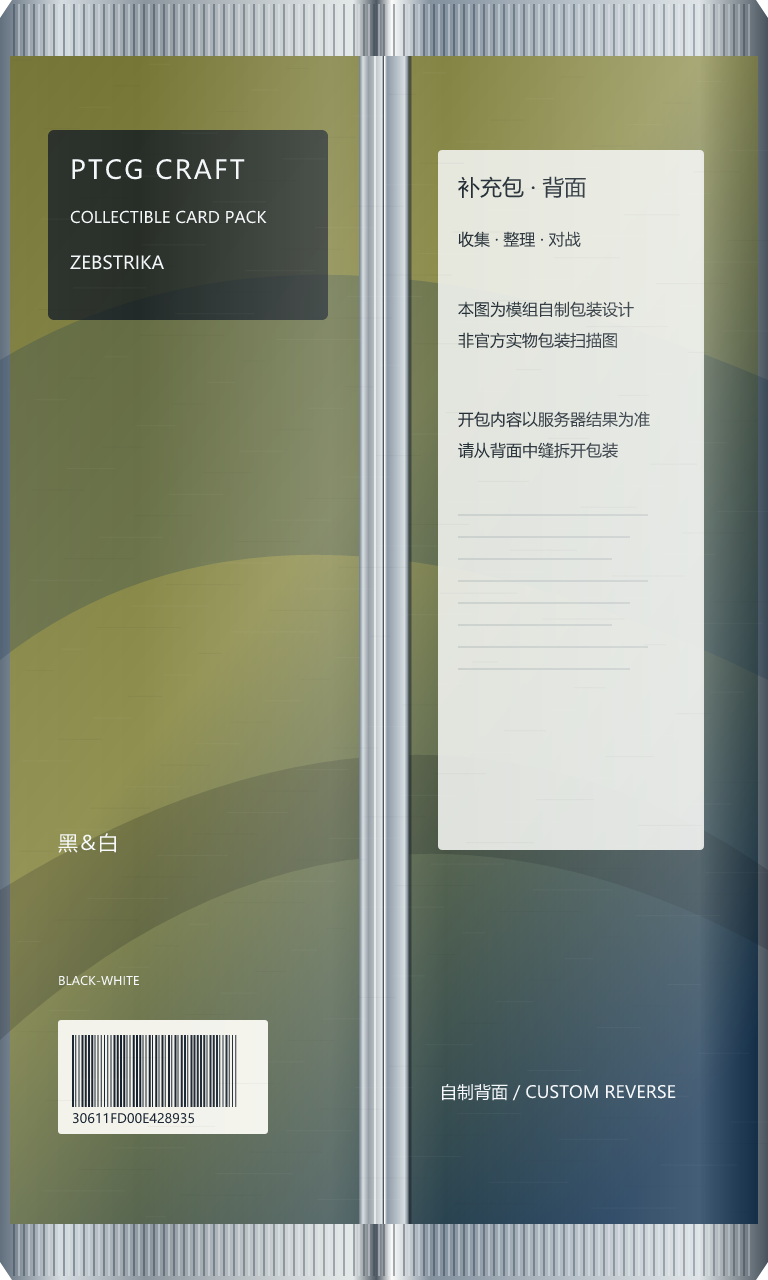 PTCG CRAFT
COLLECTIBLE CARD PACK
ZEBSTRIKA
黑&白
BLACK-WHITE
30611FD00E428935
补充包 · 背面
收集 · 整理 · 对战
本图为模组自制包装设计
非官方实物包装扫描图
开包内容以服务器结果为准
请从背面中缝拆开包装
自制背面 / CUSTOM REVERSE